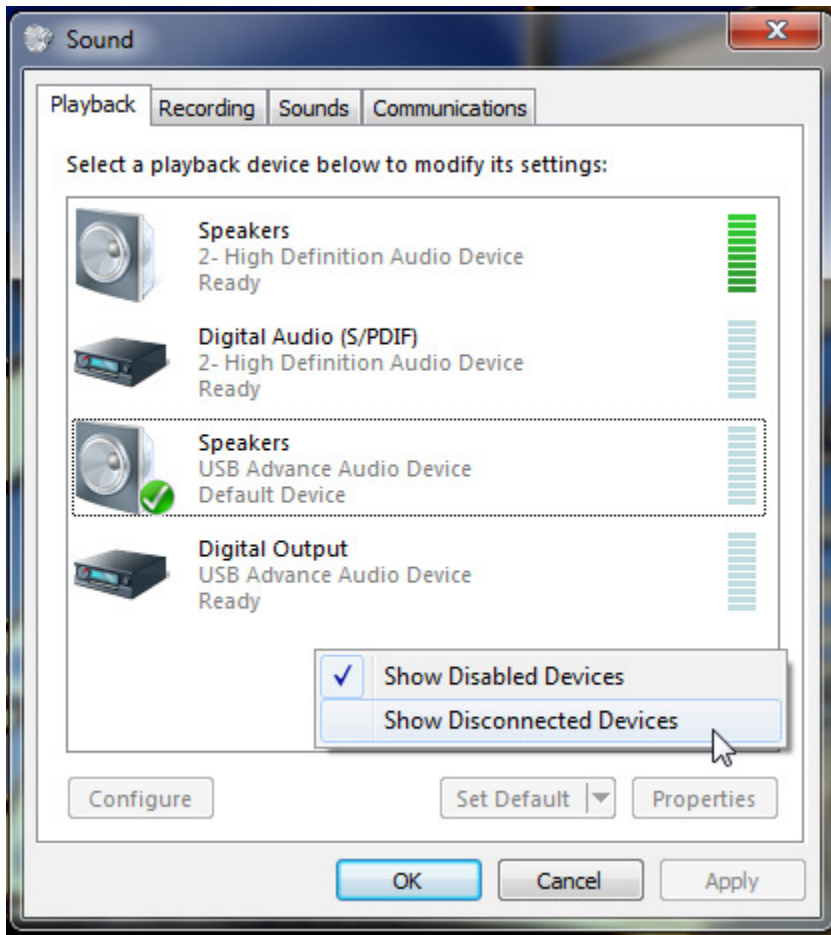 Sound
Playback Recording Sounds Communications
Select a playback device below to modify its settings:
Speakers
2- High Definition Audio Device
Ready
Digital Audio (S/PDIF)
2- High Definition Audio Device
Ready
Speakers
USB Advance Audio Device
Default Device
Digital Output
USB Advance Audio Device
Ready
Show Disabled Devices
Show Disconnected Devices
Configure Set Default Properties
OK Cancel Apply